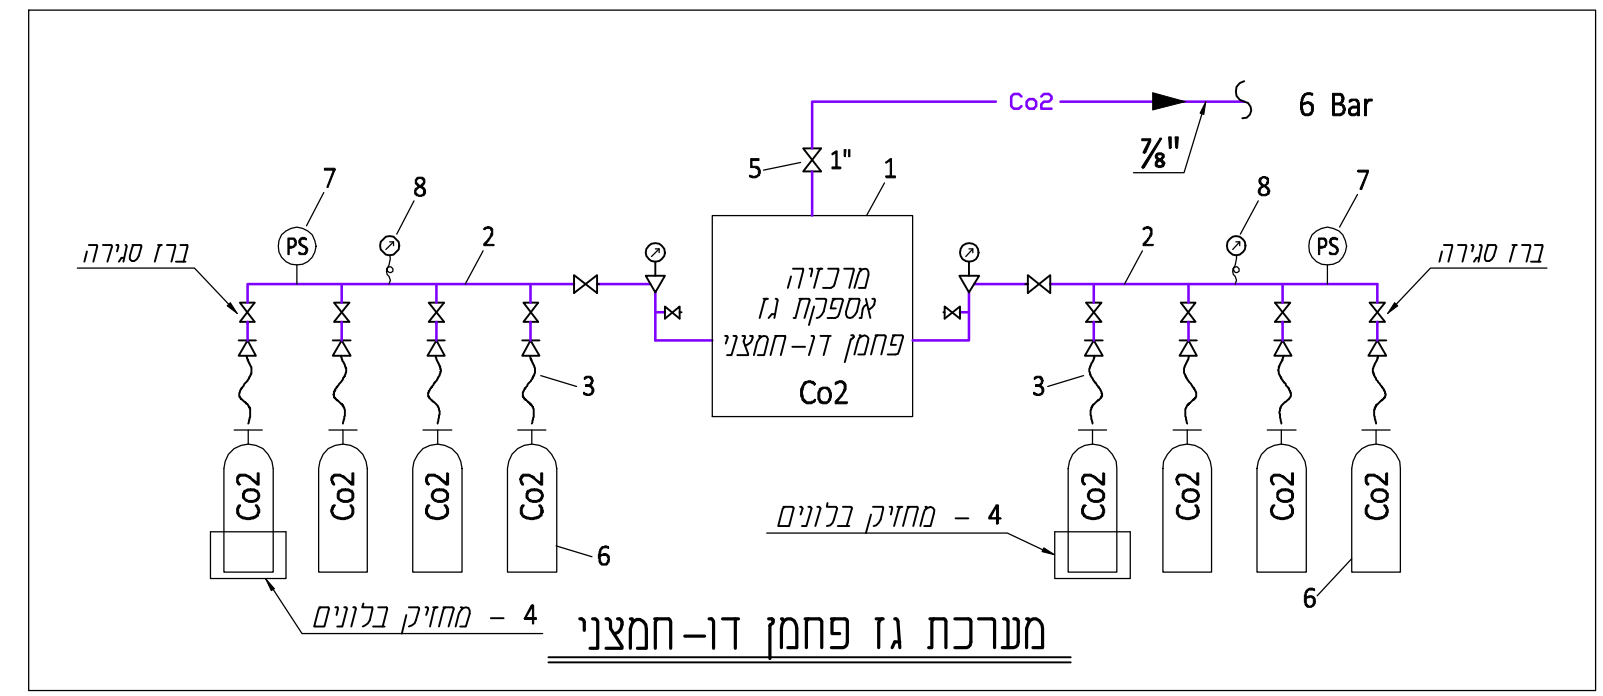 Co2
6 Bar
⅞"
5
1"
1
7
8
2
ברז סגירה
PS
2
8
7
ברז סגירה
PS
מרכזיה
אספקת גז
פחמן דו-חמצני
Co2
3
3
Co2
Co2
Co2
Co2
Co2
Co2
Co2
Co2
4 - מחזיק בלונים
6
6
4 - מחזיק בלונים
מערכת גז פחמן דו-חמצני